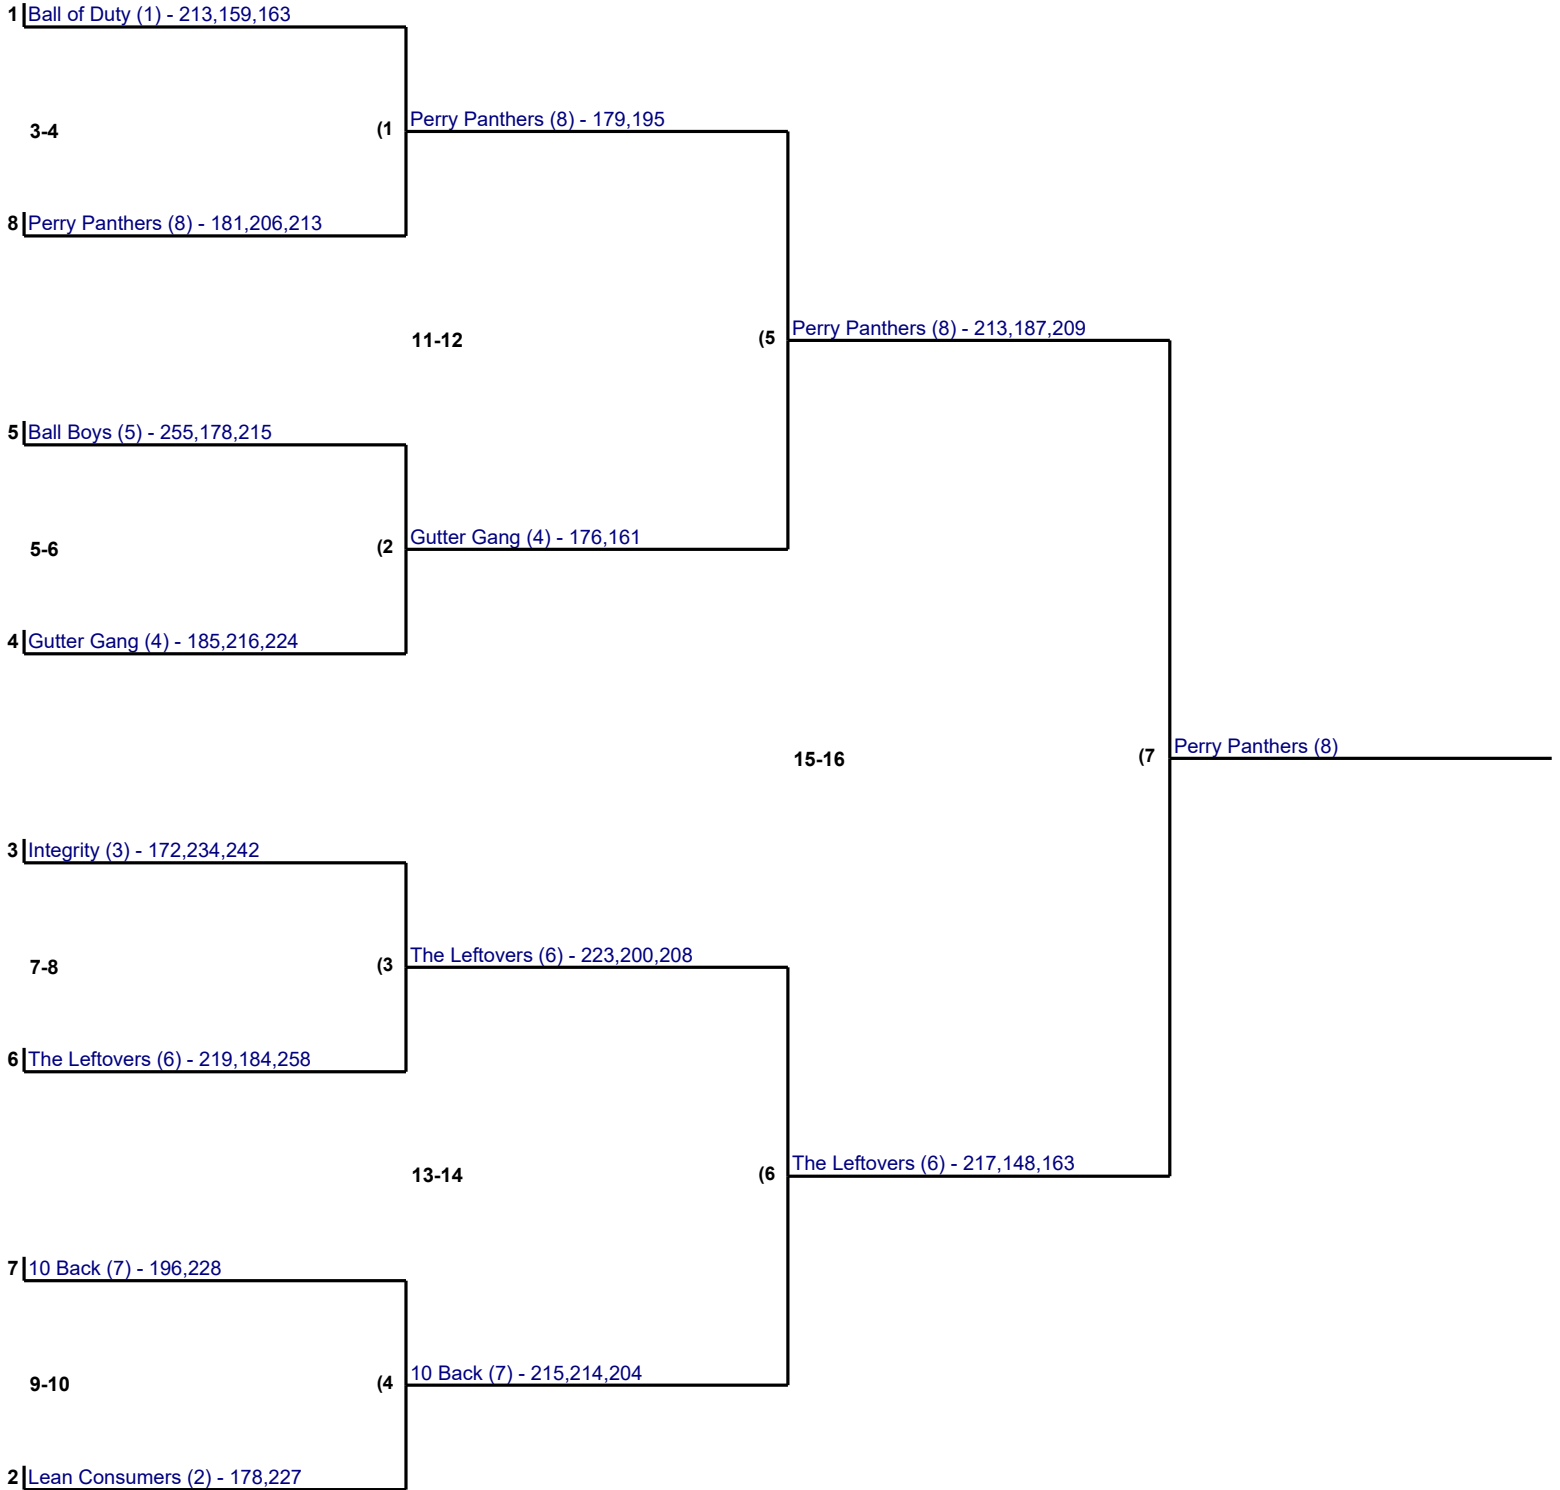 1 Ball of Duty (1) - 213,159,163
Perry Panthers (8) - 179,195
3-4 (1
8 Perry Panthers (8) - 181,206,213
Perry Panthers (8) - 213,187,209
11-12 (5
5 Ball Boys (5) - 255,178,215
Gutter Gang (4) - 176,161
5-6 (2
4 Gutter Gang (4) - 185,216,224
Perry Panthers (8)
15-16 (7
3 Integrity (3) - 172,234,242
The Leftovers (6) - 223,200,208
7-8 (3
6 The Leftovers (6) - 219,184,258
The Leftovers (6) - 217,148,163
13-14 (6
7 10 Back (7) - 196,228
10 Back (7) - 215,214,204
9-10 (4
2 Lean Consumers (2) - 178,227